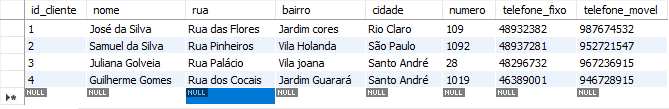 id_cliente nome rua bairro cidade numero telefone_fixo telefone_movel
1 José da Silva Rua das Flores Jardim cores Rio Claro 109 48932382 987674532
2 Samuel da Silva Rua Pinheiros Vila Holanda São Paulo 1092 48937281 952721547
3 Juliana Golveia Rua Palácio Vila joana Santo André 28 48296732 967236915
4 Guilherme Gomes Rua dos Cocais Jardim Guarará Santo André 1019 46389001 946728915
NULL NULL NULL NULL NULL NULL NULL NULL